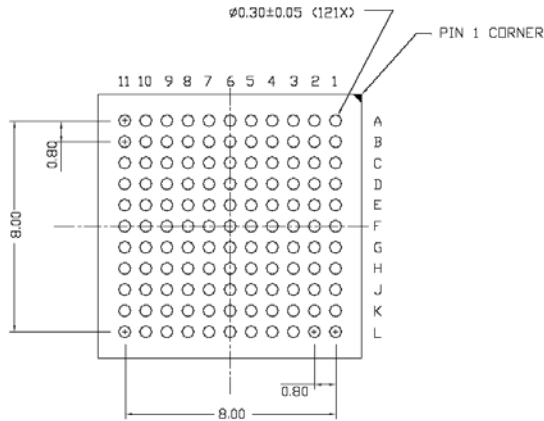 ø0.30±0.05 (121X)
PIN 1 CORNER
11 10 9 8 7 6 5 4 3 2 1
A
B
C
D
E
F
G
H
J
K
L
0.80
8.00
0.80
8.00